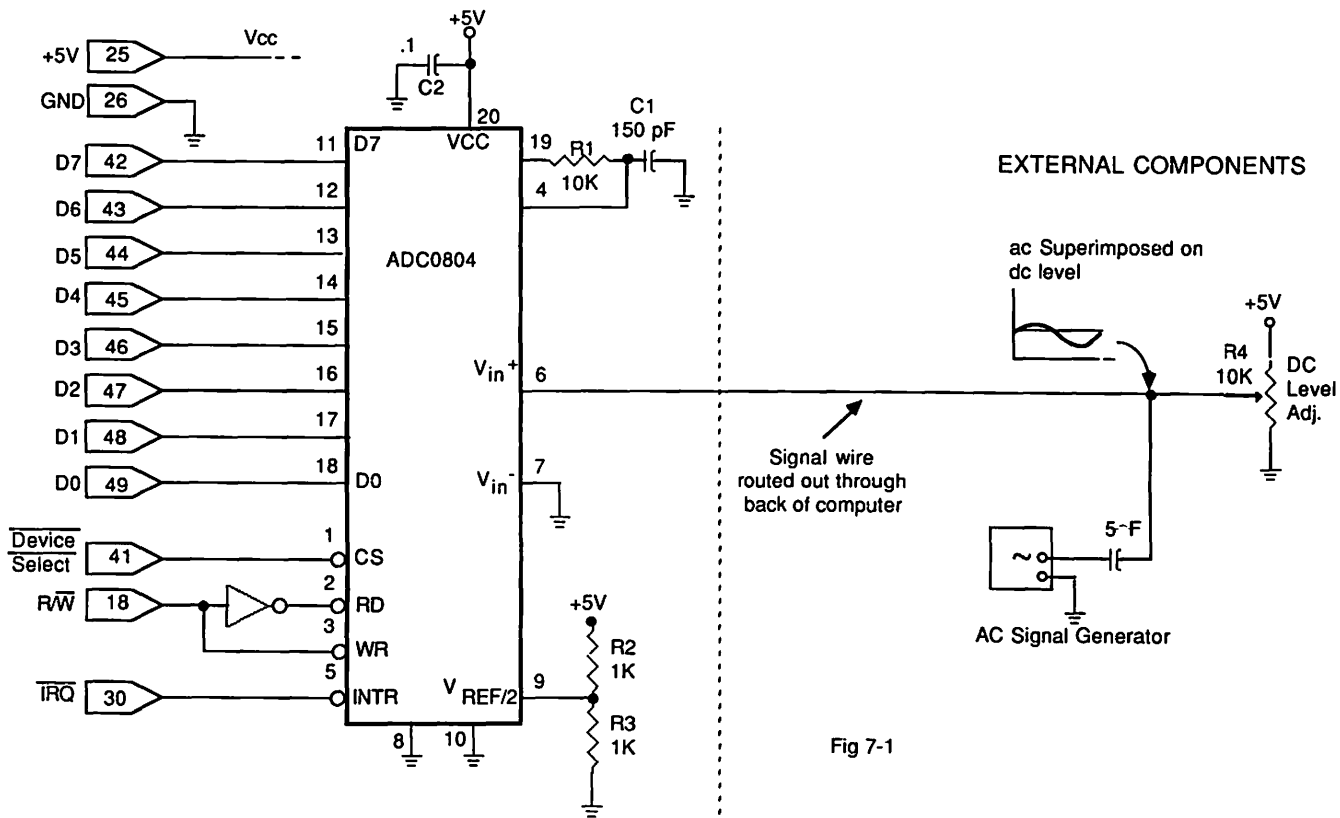 +5V
25
Vcc
GND
26
D7
42
D6
43
D5
44
D4
45
D3
46
D2
47
D1
48
D0
49
Device
Select
41
R/W
18
IRQ
30
+5V
.1
C2
20
VCC
11
D7
12
13
14
15
16
17
18
D0
1
CS
2
RD
3
WR
5
INTR
ADC0804
8
10
19
R1
10K
4
C1
150 pF
Vin+
6
Vin-
7
V REF/2
9
+5V
R2
1K
R3
1K
Signal wire
routed out through
back of computer
EXTERNAL COMPONENTS
ac Superimposed on
dc level
+5V
R4
10K
DC
Level
Adj.
~
AC Signal Generator
Fig 7-1